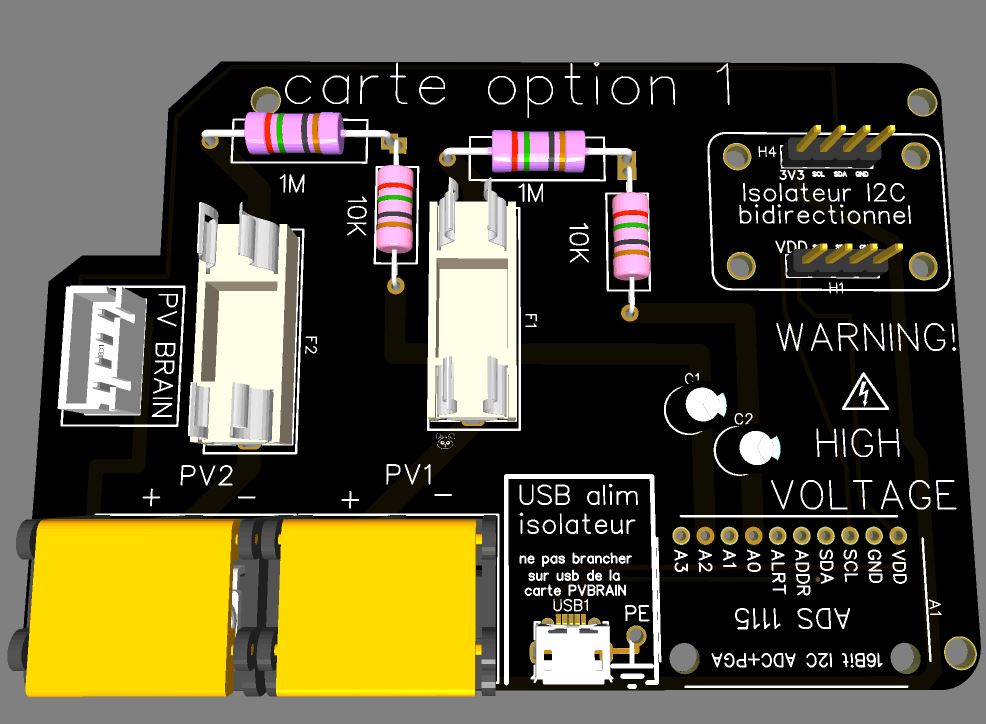 carte option 1
1M
10K
1M
10K
H4
3V3 SCL SDA GND
Isolateur I2C
bidirectionnel
VDD
H1
PV BRAIN
F2
F1
WARNING!
C1
C2
HIGH
VOLTAGE
PV2
+ −
PV1
+ −
USB alim
isolateur
ne pas brancher
sur usb de la
carte PVBRAIN
USB1
PE
A3 A2 A1 A0 ALRT ADDR SDA SCL GND VDD
ADS 1115
16Bit I2C ADC+PGA
A1